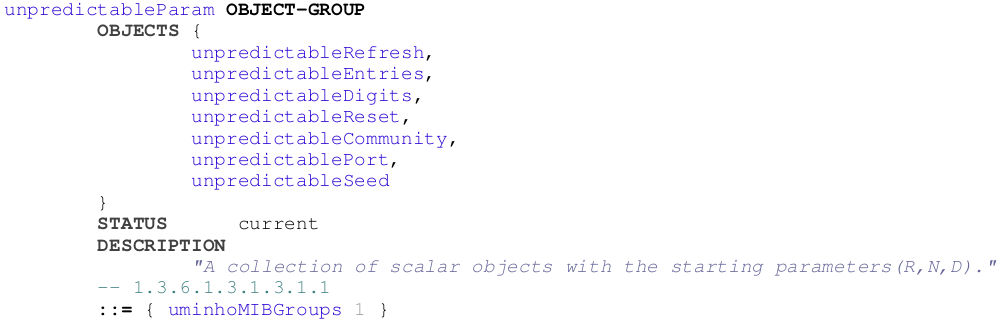 unpredictableParam OBJECT-GROUP
OBJECTS {
unpredictableRefresh,
unpredictableEntries,
unpredictableDigits,
unpredictableReset,
unpredictableCommunity,
unpredictablePort,
unpredictableSeed
}
STATUS current
DESCRIPTION
"A collection of scalar objects with the starting parameters(R,N,D)."
-- 1.3.6.1.3.1.3.1.1
::= { uminhoMIBGroups 1 }